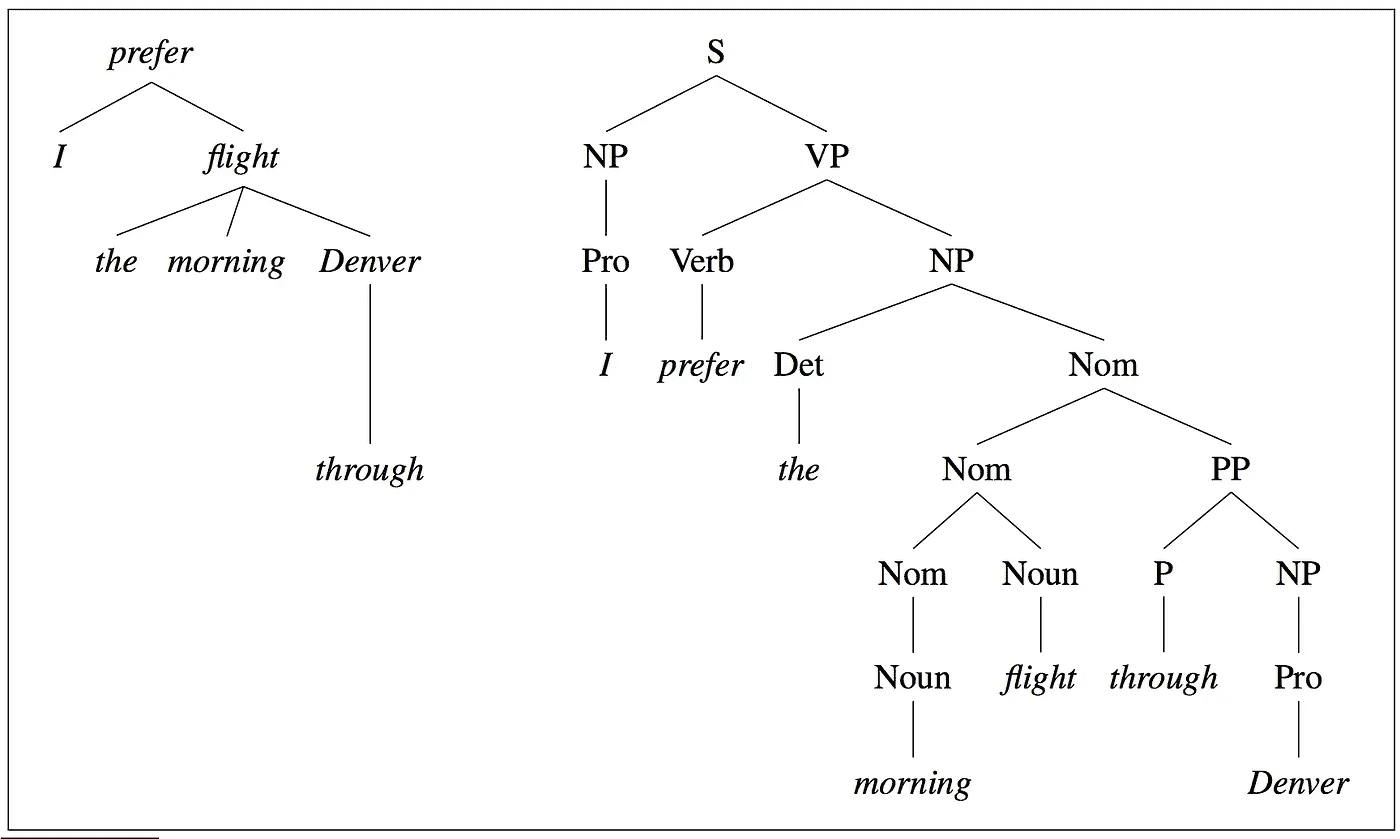 prefer S
I flight NP VP
the morning Denver Pro Verb NP
I prefer Det Nom
through the Nom PP
Nom Noun P NP
Noun flight through Pro
morning Denver